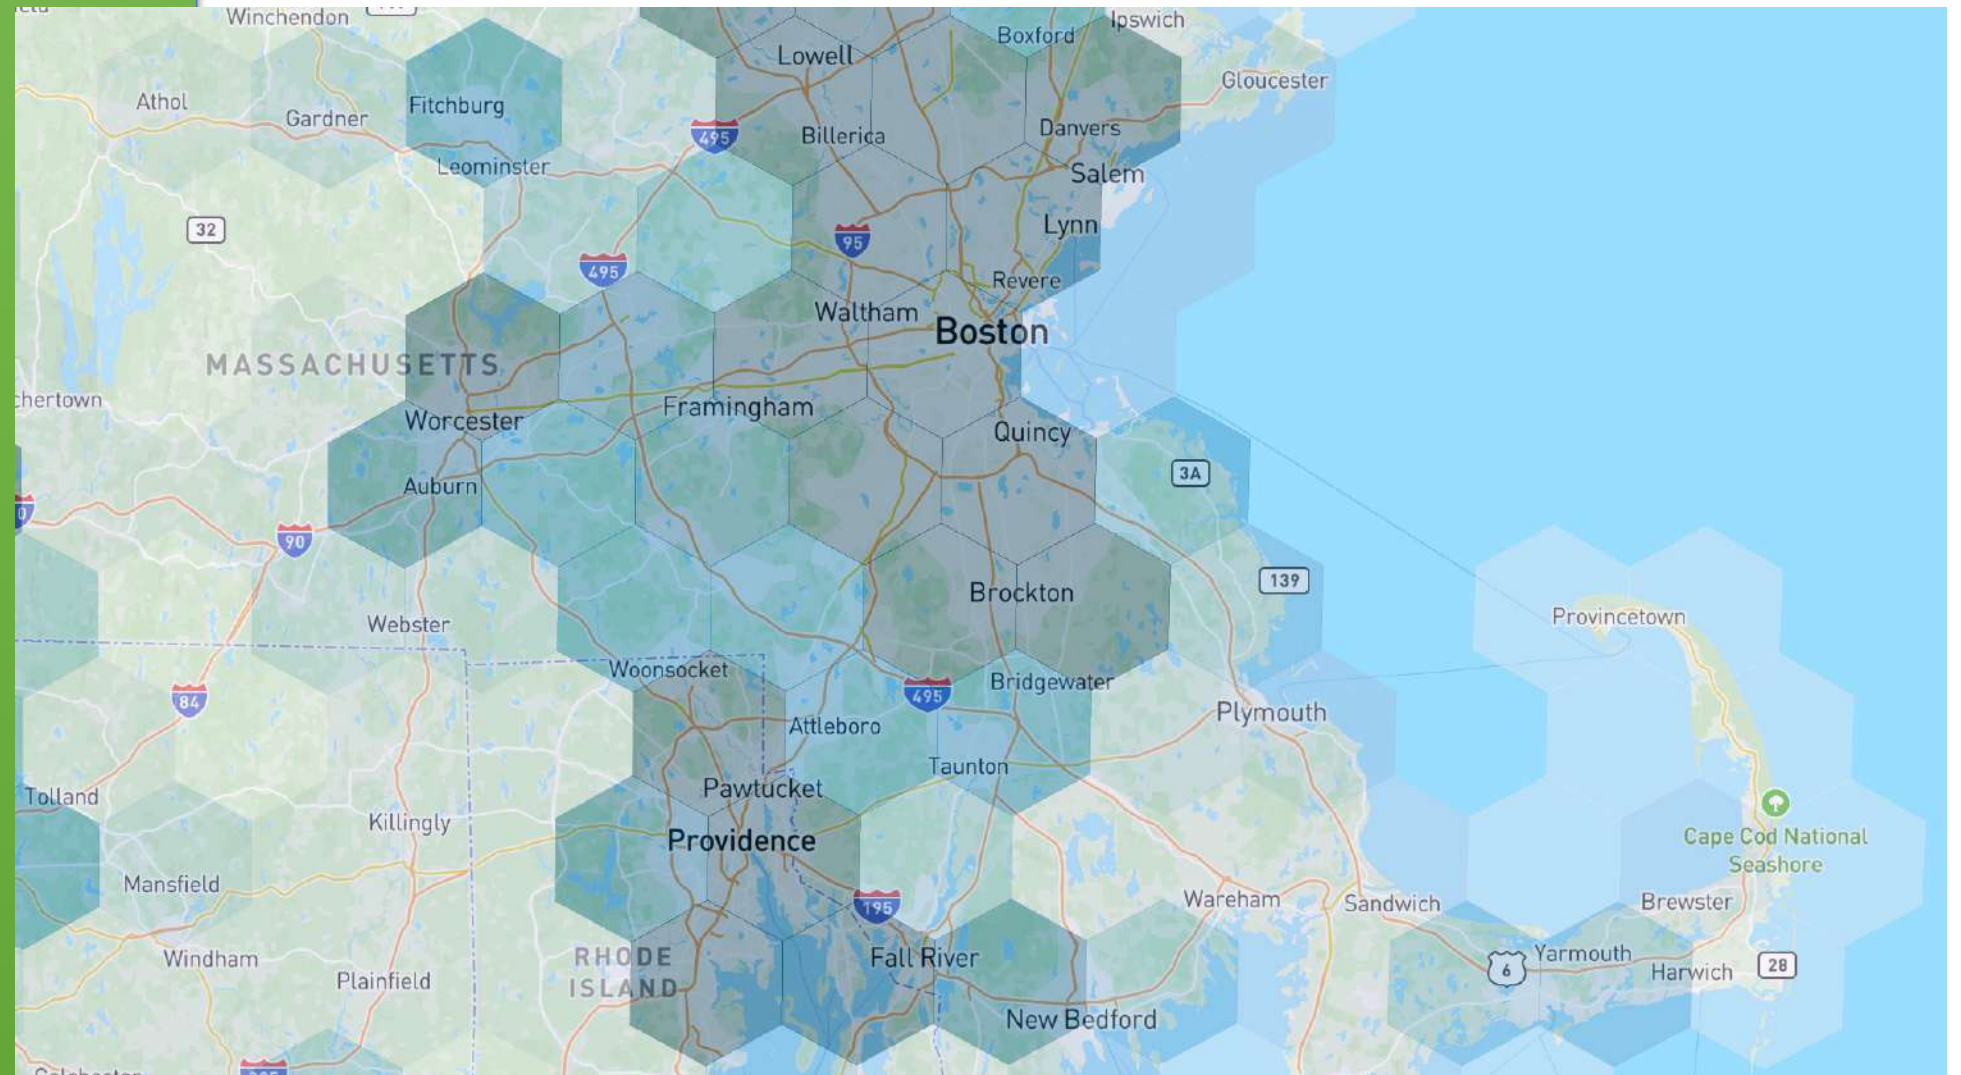 Winchendon
Ipswich
Boxford
Lowell
Gloucester
Athol
Fitchburg
Gardner
Danvers
495
Billerica
Leominster
Salem
Lynn
32
95
495
Revere
Waltham
Boston
MASSACHUSETTS
chertown
Framingham
Worcester
Quincy
3A
Auburn
0
90
139
Brockton
Provincetown
Webster
Woonsocket
Bridgewater
495
84
Plymouth
Attleboro
Taunton
Pawtucket
Tolland
Killingly
Providence
Cape Cod National
Seashore
Mansfield
195
Wareham
Sandwich
Brewster
Windham
RHODE
ISLAND
Fall River
Yarmouth
6
Harwich
28
Plainfield
New Bedford